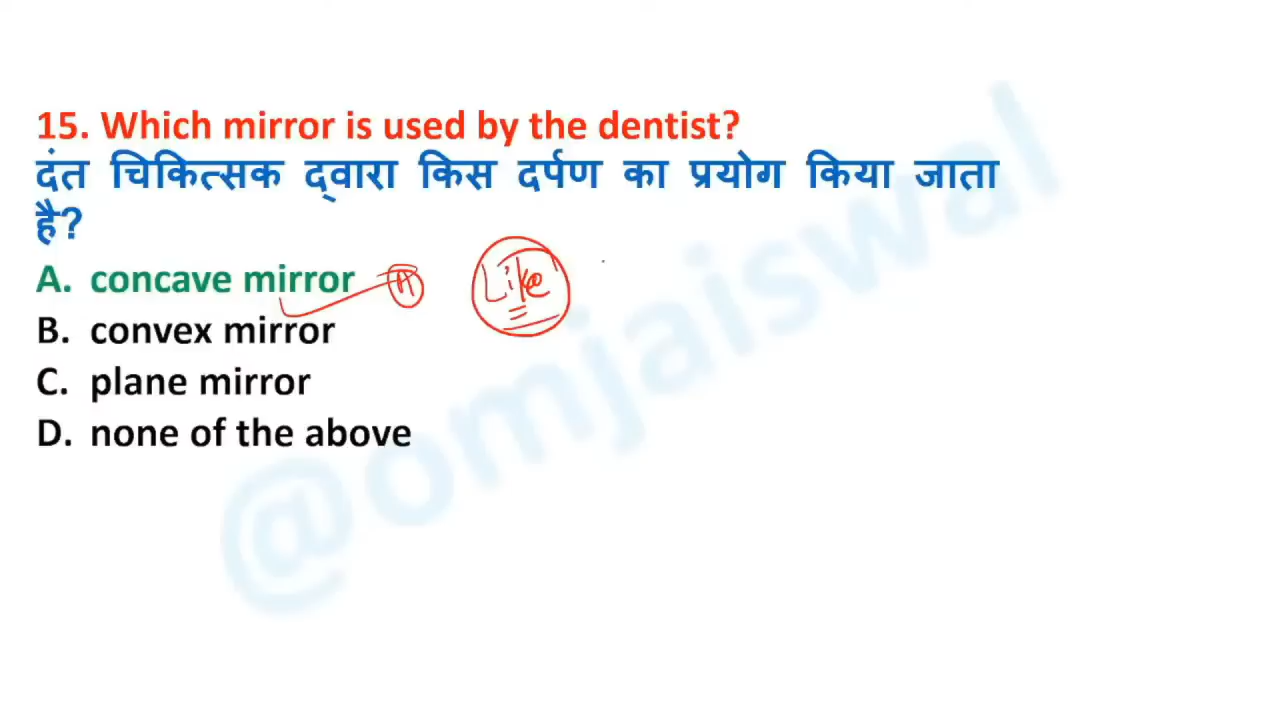 15. Which mirror is used by the dentist?
दंत चिकित्सक द्वारा किस दर्पण का प्रयोग किया जाता
है?
A. concave mirror
A
Like
B. convex mirror
C. plane mirror
D. none of the above
@omjaiswal